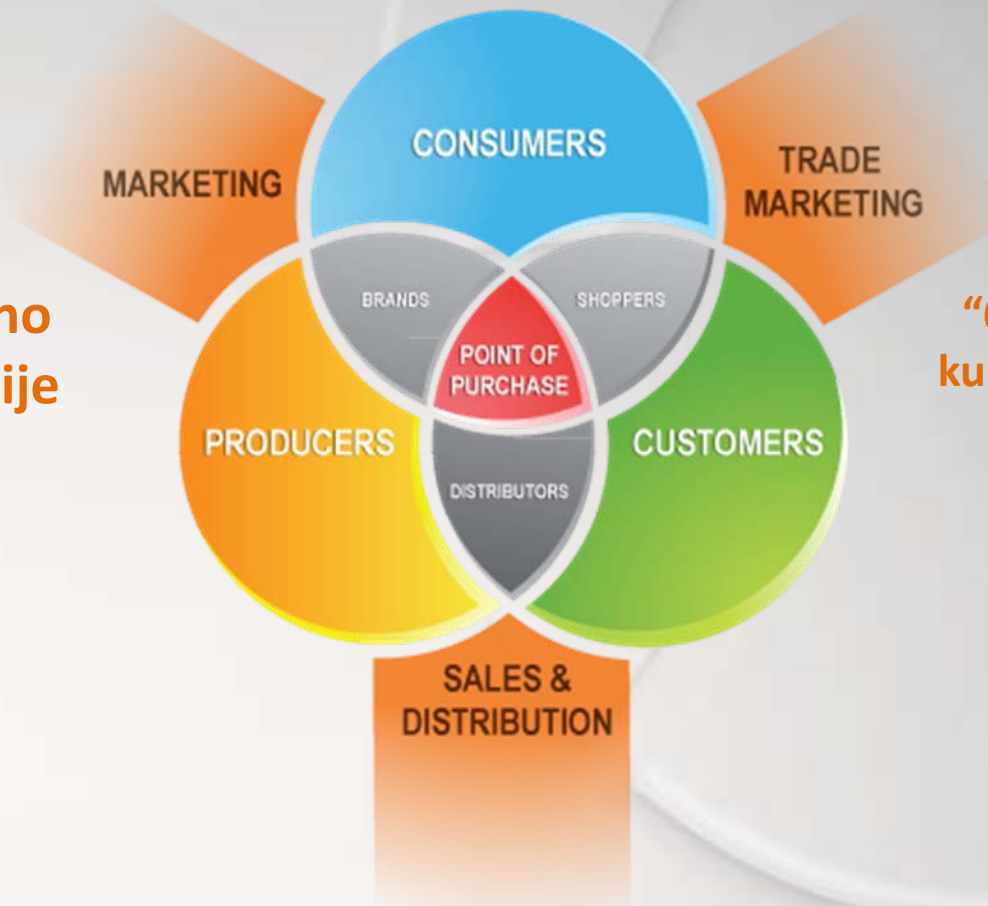 CONSUMERS
MARKETING
TRADE
MARKETING
BRANDS
SHOPPERS
POINT OF
PURCHASE
PRODUCERS
CUSTOMERS
DISTRIBUTORS
SALES &
DISTRIBUTION